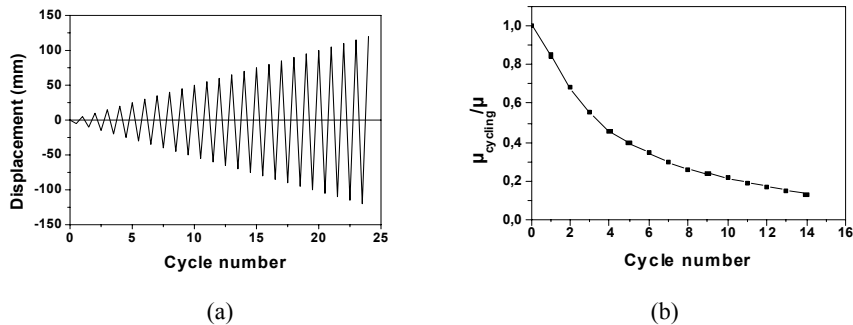 Displacement (mm)
150
100
50
0
-50
-100
-150
0 5 10 15 20 25
Cycle number
(a)
μcycling/μ
1,0
0,8
0,6
0,4
0,2
0,0
0 2 4 6 8 10 12 14 16
Cycle number
(b)